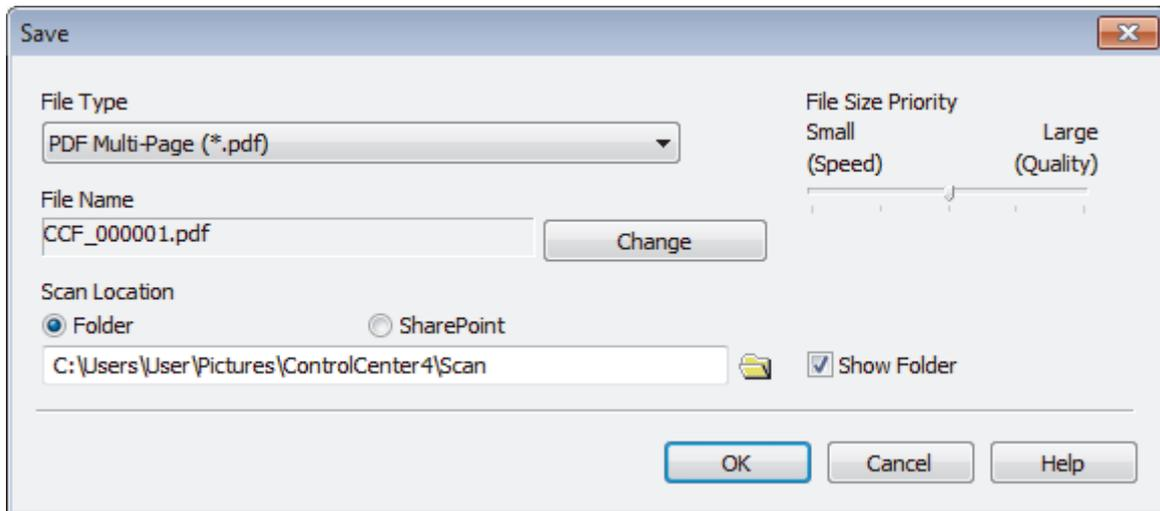 Save
File Type
PDF Multi-Page (*.pdf)
File Name
CCF_000001.pdf
Change
Scan Location
Folder
SharePoint
C:\Users\User\Pictures\ControlCenter4\Scan
File Size Priority
Small Large
(Speed) (Quality)
Show Folder
OK
Cancel
Help